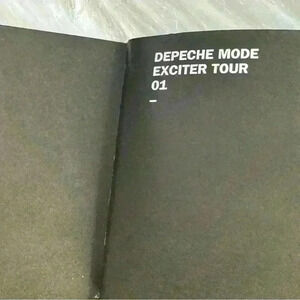 DEPECHE MODE
EXCITER TOUR
01
–